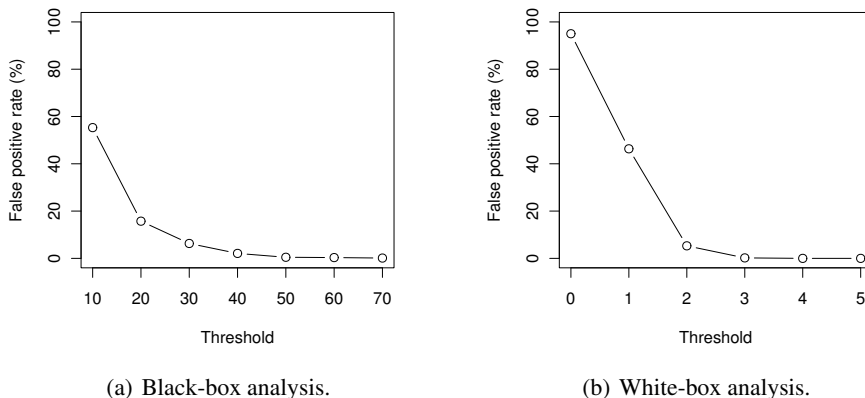 False positive rate (%)
100
80
60
40
20
0
10 20 30 40 50 60 70
Threshold
(a) Black-box analysis.
False positive rate (%)
100
80
60
40
20
0
0 1 2 3 4 5
Threshold
(b) White-box analysis.